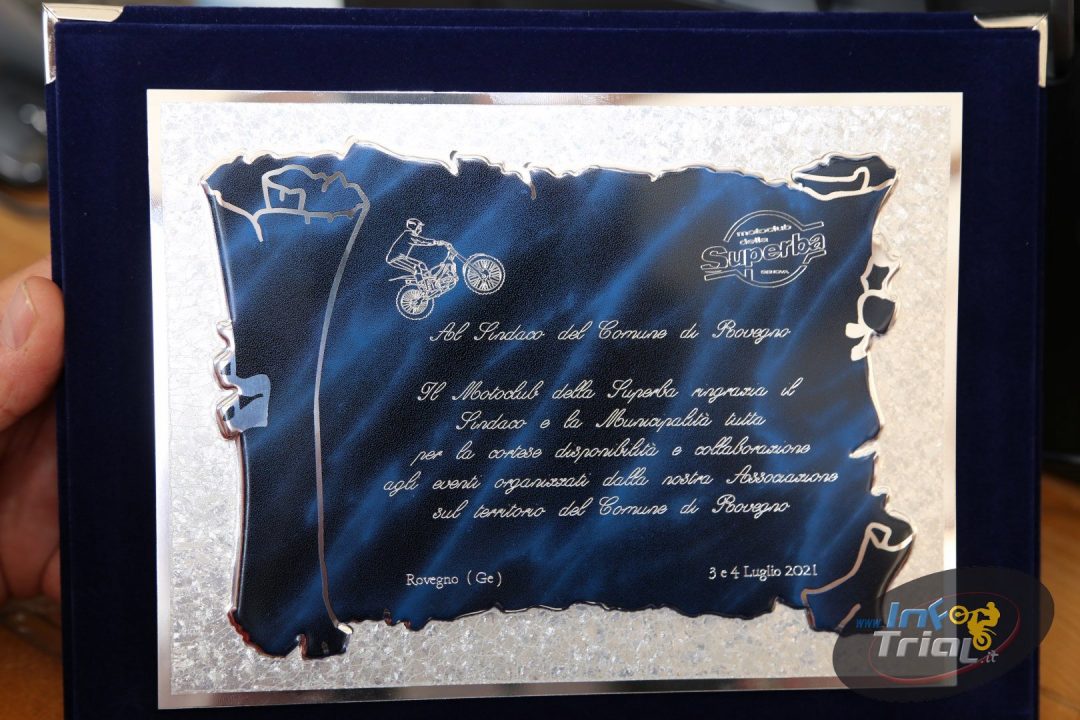 motoclub
della
Superba
GENOVA
Al Sindaco del Comune di Rovegno
Il Motoclub della Superba ringrazia il
Sindaco e la Municipalità tutta
per la cortese disponibilità e collaborazione
agli eventi organizzati dalla nostra Associazione
sul territorio del Comune di Rovegno
Rovegno ( Ge )
3 e 4 Luglio 2021
www.Info
Trial.it